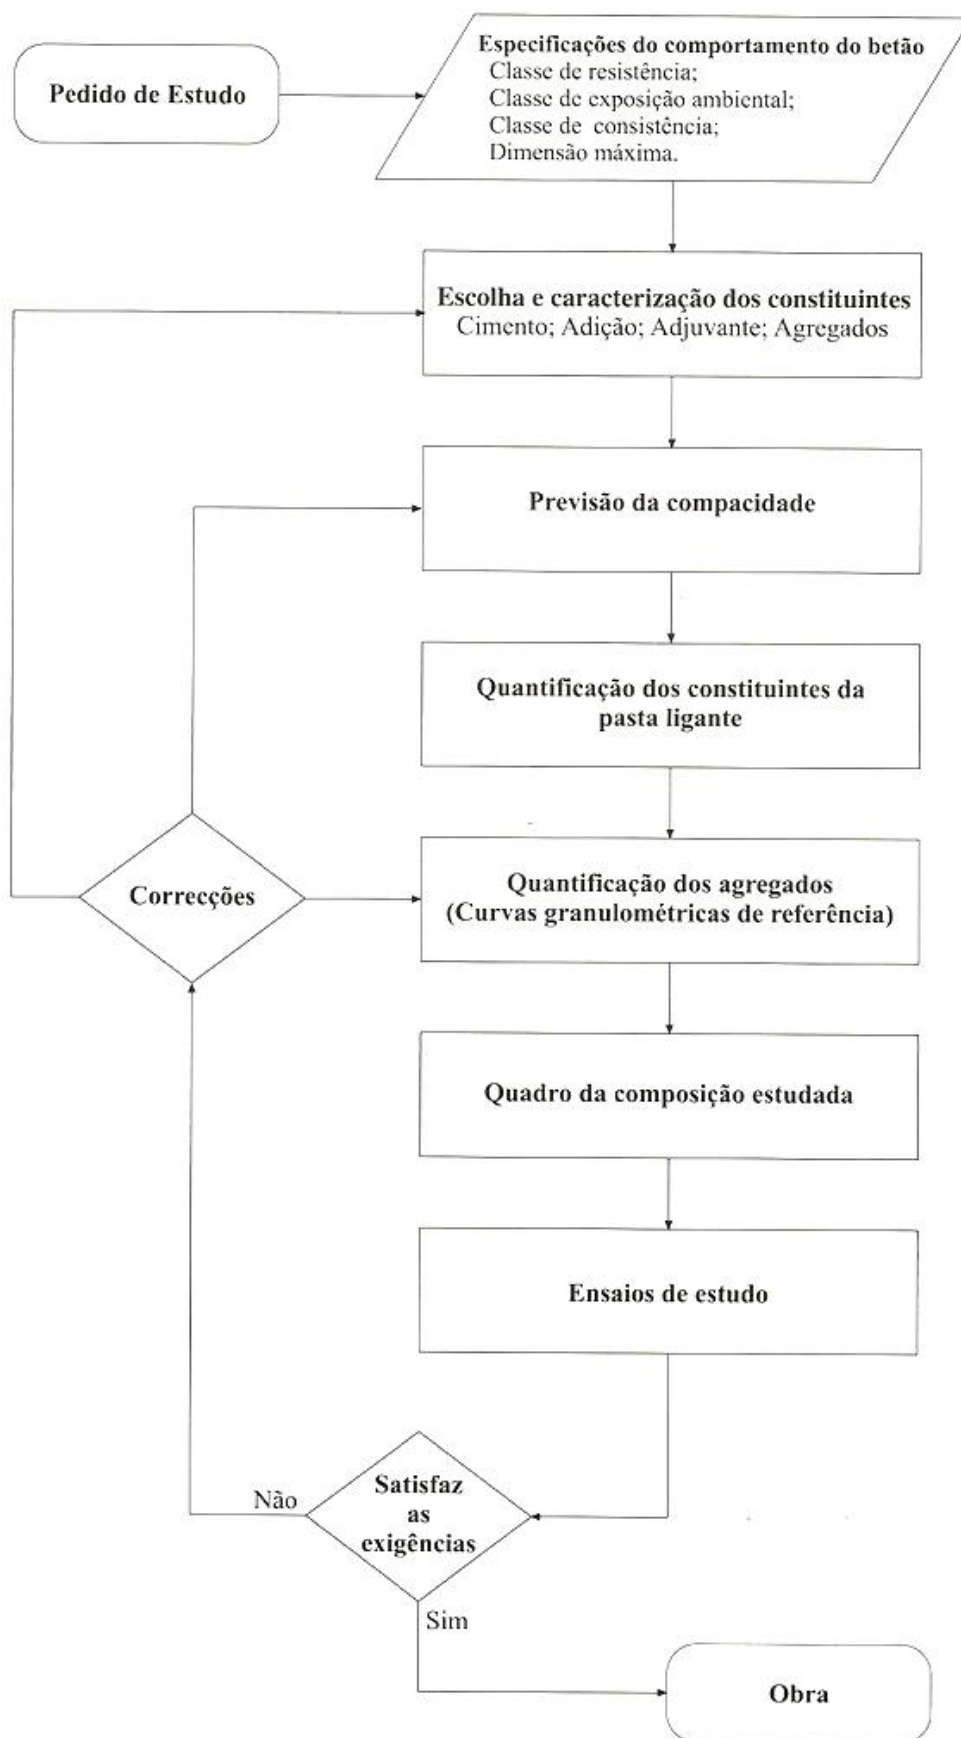 Pedido de Estudo
Especificações do comportamento do betão
Classe de resistência;
Classe de exposição ambiental;
Classe de consistência;
Dimensão máxima.
Escolha e caracterização dos constituintes
Cimento; Adição; Adjuvante; Agregados
Previsão da compacidade
Quantificação dos constituintes da
pasta ligante
Correcções
Quantificação dos agregados
(Curvas granulométricas de referência)
Quadro da composição estudada
Ensaios de estudo
Não
Satisfaz
as
exigências
Sim
Obra